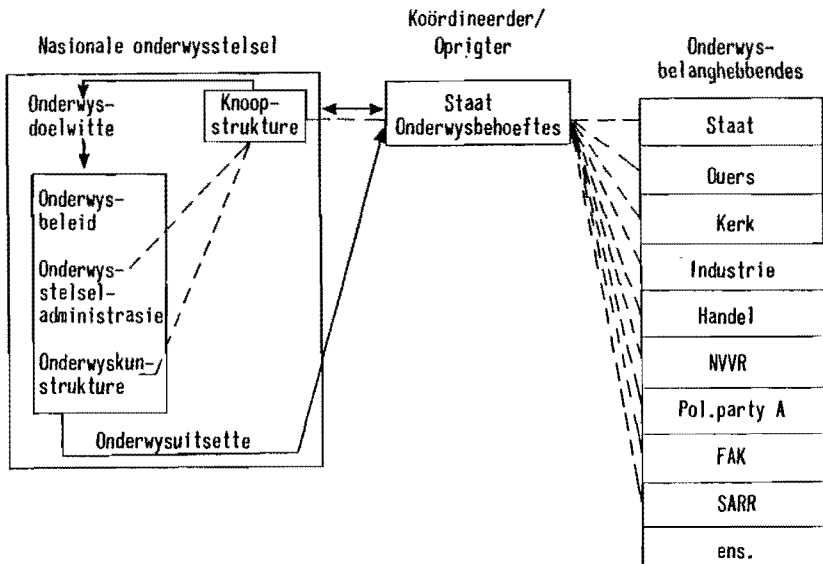 Nasionale onderwysstelsel
Onderwys-
doelwitte
Knoop-
strukture
Onderwys-
beleid
Onderwys-
stelsel-
administrasie
Onderwyskun-
strukture
Onderwysuitsette
Koördineerder/
Oprigter
Staat
Onderwysbehoeftes
Onderwys-
belanghebbendes
Staat
Ouers
Kerk
Industrie
Handel
NVVR
Pol.party A
FAK
SARR
ens.